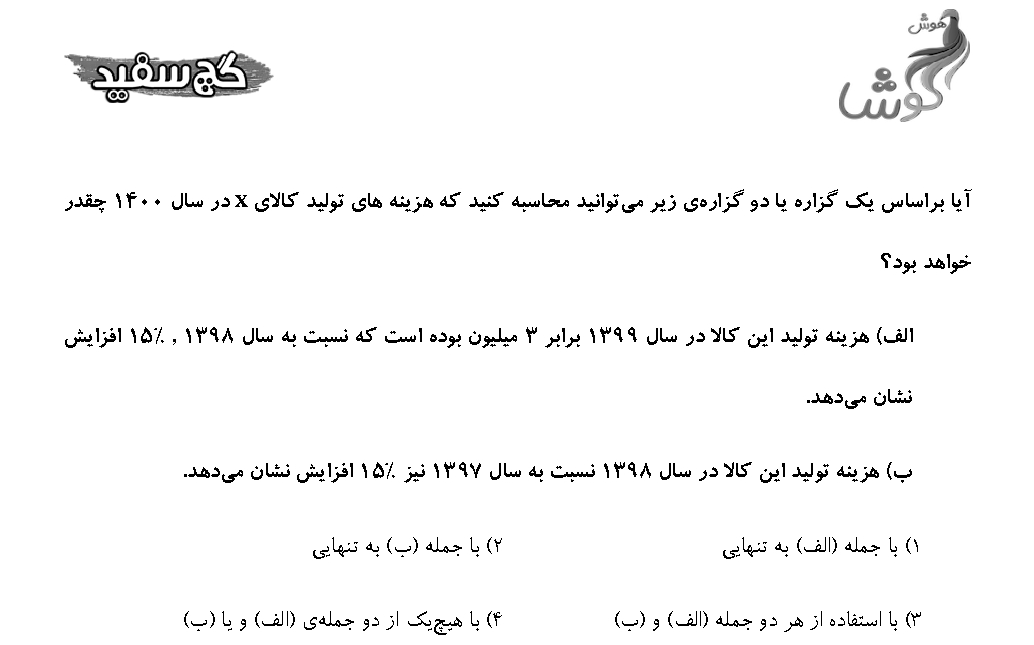 هوش
گوشا
گچ سفید
آیا براساس یک گزاره یا دو گزاره‌ی زیر می‌توانید محاسبه کنید که هزینه های تولید کالای x در سال ۱۴۰۰ چقدر
خواهد بود؟
الف) هزینه تولید این کالا در سال ۱۳۹۹ برابر ۳ میلیون بوده است که نسبت به سال ۱۳۹۸ , ۱۵٪ افزایش
نشان می‌دهد.
ب) هزینه تولید این کالا در سال ۱۳۹۸ نسبت به سال ۱۳۹۷ نیز ۱۵٪ افزایش نشان می‌دهد.
۱) با جمله (الف) به تنهایی
۲) با جمله (ب) به تنهایی
۳) با استفاده از هر دو جمله (الف) و (ب)
۴) با هیچ‌یک از دو جمله‌ی (الف) و یا (ب)